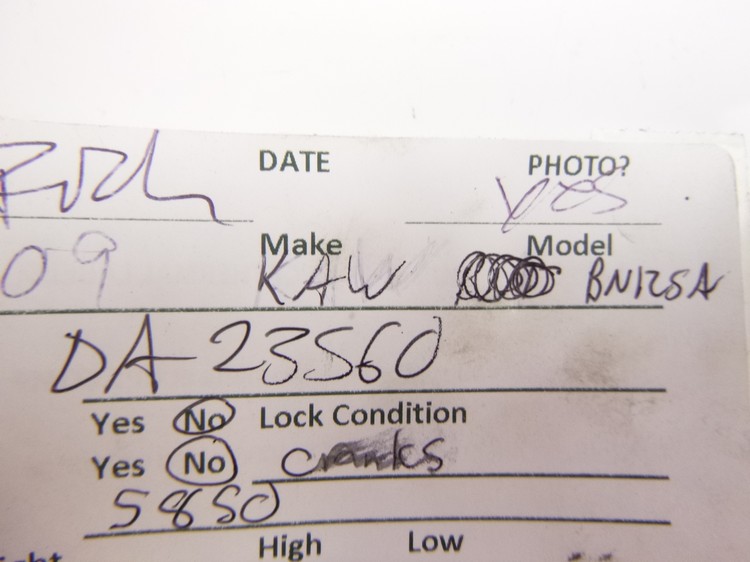 DATE PHOTO?
yes
09 Make KAW Model BN125A
DA 23560
Yes No Lock Condition
Yes No cranks
5850
High Low